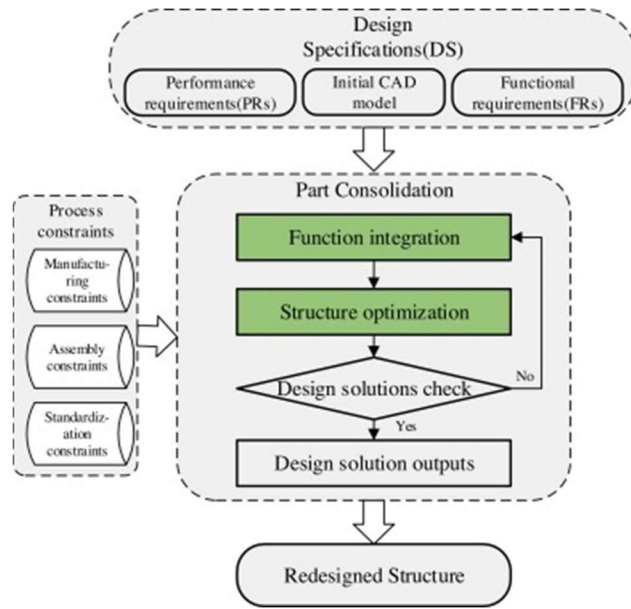 Design
Specifications(DS)
Performance
requirements(PRs)
Initial CAD
model
Functional
requirements(FRs)
Part Consolidation
Process
constraints
Manufactu-
ring
constraints
Assembly
constraints
Standardiz-
ation
constraints
Function integration
Structure optimization
Design solutions check
No
Yes
Design solution outputs
Redesigned Structure